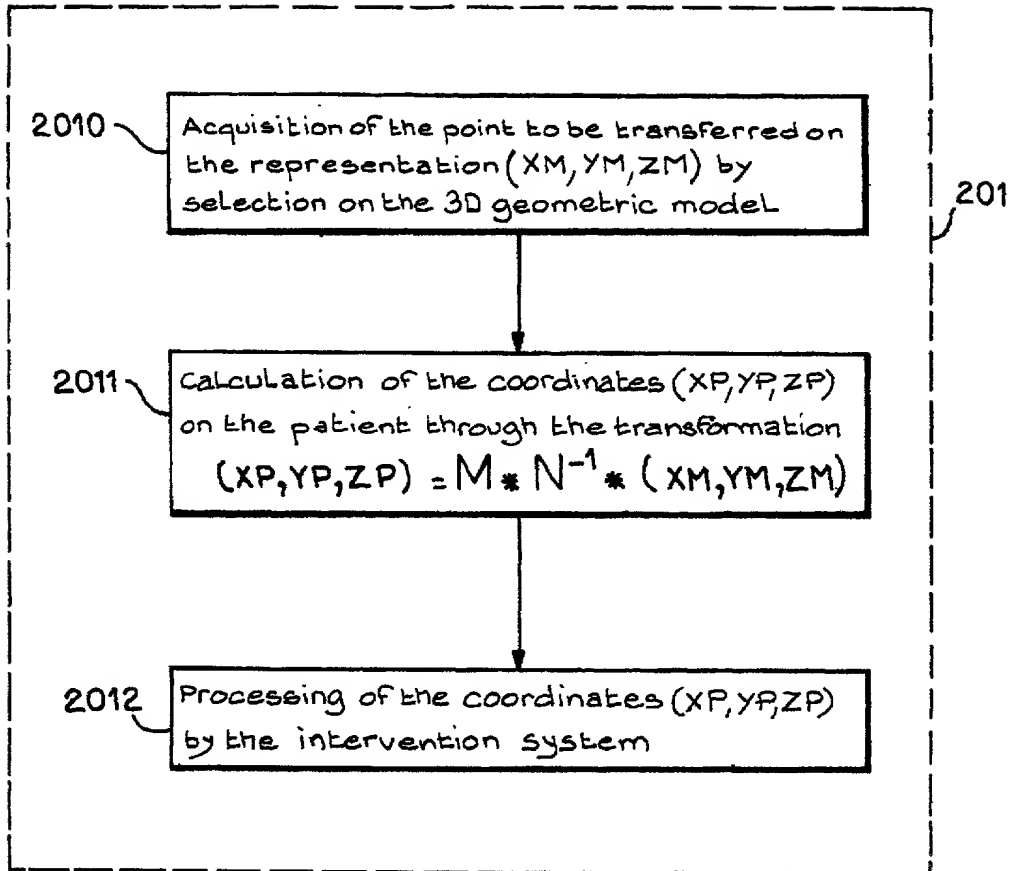 2010
Acquisition of the point to be transferred on
the representation (XM, YM, ZM) by
selection on the 3D geometric model
201
2011
Calculation of the coordinates (XP, YP, ZP)
on the patient through the transformation
(XP, YP, ZP) = M * N⁻¹ * (XM, YM, ZM)
2012
Processing of the coordinates (XP, YP, ZP)
by the intervention system